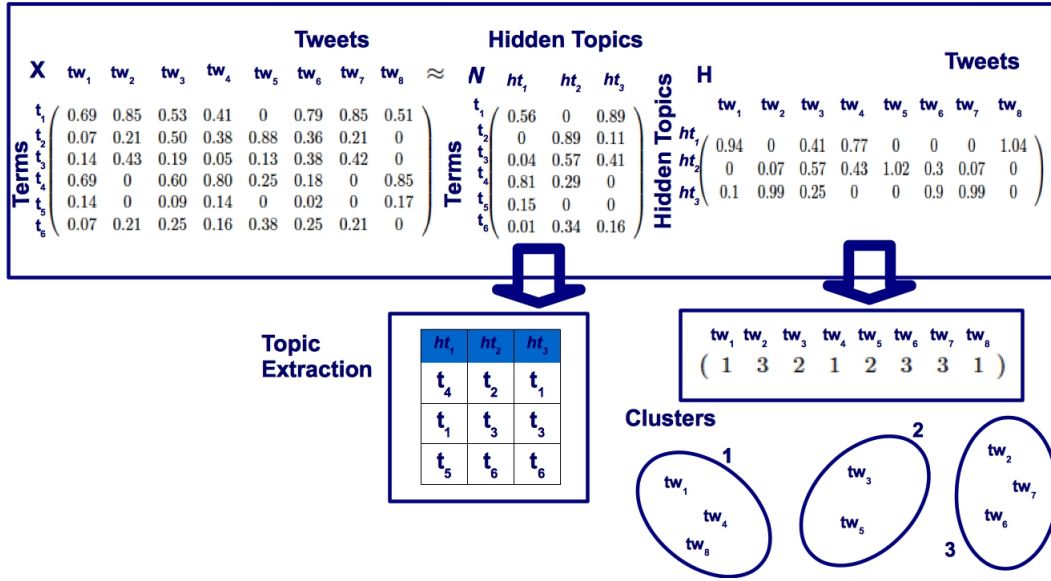 Tweets
Hidden Topics
Tweets
X tw1 tw2 tw3 tw4 tw5 tw6 tw7 tw8 ≈ N ht1 ht2 ht3 H tw1 tw2 tw3 tw4 tw5 tw6 tw7 tw8
Terms
t1 0.69 0.85 0.53 0.41 0 0.79 0.85 0.51
t2 0.07 0.21 0.50 0.38 0.88 0.36 0.21 0
t3 0.14 0.43 0.19 0.05 0.13 0.38 0.42 0
t4 0.69 0 0.60 0.80 0.25 0.18 0 0.85
t5 0.14 0 0.09 0.14 0 0.02 0 0.17
t6 0.07 0.21 0.25 0.16 0.38 0.25 0.21 0
Terms
t1 0.56 0 0.89
t2 0 0.89 0.11
t3 0.04 0.57 0.41
t4 0.81 0.29 0
t5 0.15 0 0
t6 0.01 0.34 0.16
Hidden Topics
ht1 0.94 0 0.41 0.77 0 0 0 1.04
ht2 0 0.07 0.57 0.43 1.02 0.3 0.07 0
ht3 0.1 0.99 0.25 0 0 0.9 0.99 0
Topic
Extraction
ht1 ht2 ht3
t4 t2 t1
t1 t3 t3
t5 t6 t6
tw1 tw2 tw3 tw4 tw5 tw6 tw7 tw8
( 1 3 2 1 2 3 3 1 )
Clusters
1
tw1
tw4
tw8
2
tw3
tw5
3
tw2
tw7
tw6